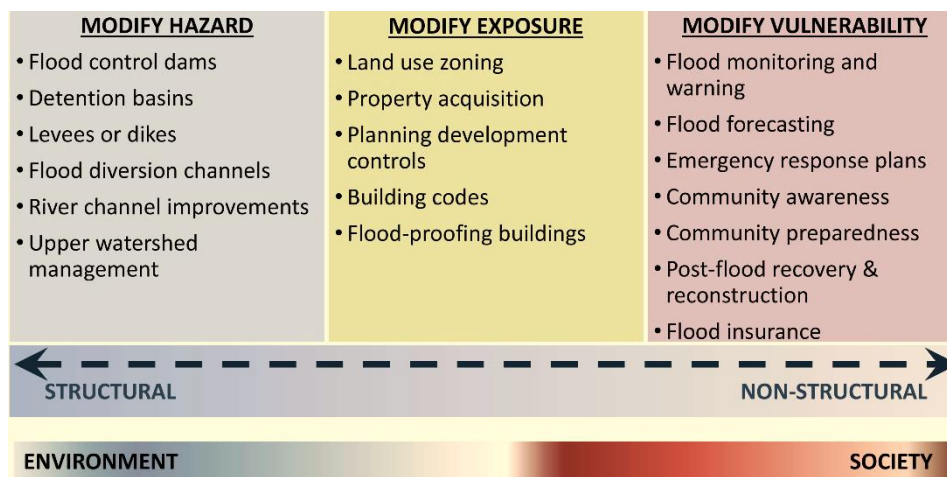 MODIFY HAZARD
• Flood control dams
• Detention basins
• Levees or dikes
• Flood diversion channels
• River channel improvements
• Upper watershed
management
MODIFY EXPOSURE
• Land use zoning
• Property acquisition
• Planning development
controls
• Building codes
• Flood-proofing buildings
MODIFY VULNERABILITY
• Flood monitoring and
warning
• Flood forecasting
• Emergency response plans
• Community awareness
• Community preparedness
• Post-flood recovery &
reconstruction
• Flood insurance
STRUCTURAL
NON-STRUCTURAL
ENVIRONMENT
SOCIETY